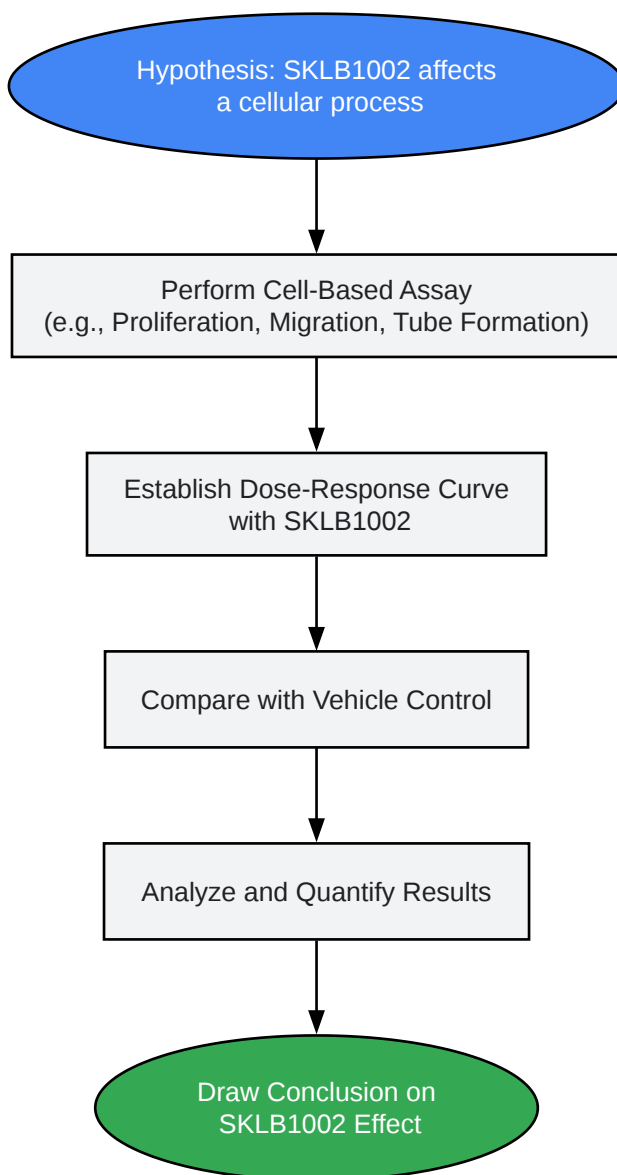 Hypothesis: SKLB1002 affects
a cellular process
Perform Cell-Based Assay
(e.g., Proliferation, Migration, Tube Formation)
Establish Dose-Response Curve
with SKLB1002
Compare with Vehicle Control
Analyze and Quantify Results
Draw Conclusion on
SKLB1002 Effect